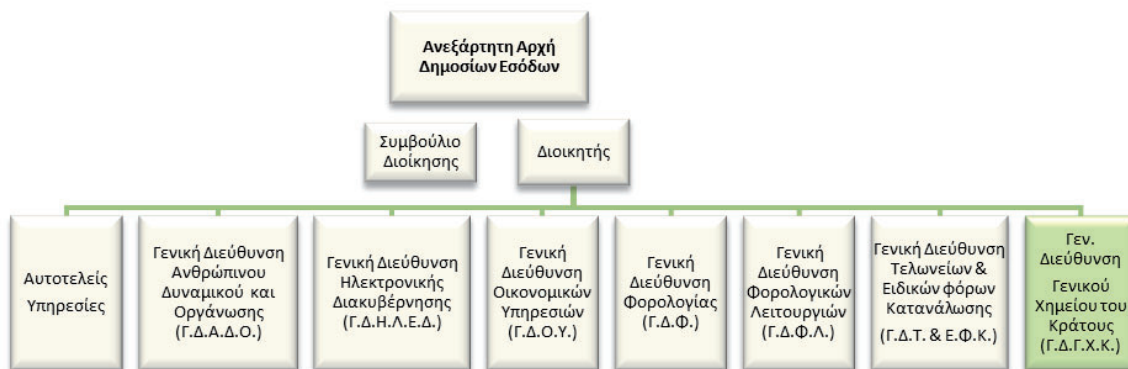 Ανεξάρτητη Αρχή
Δημοσίων Εσόδων
Συμβούλιο
Διοίκησης
Διοικητής
Αυτοτελείς
Υπηρεσίες
Γενική Διεύθυνση
Ανθρώπινου
Δυναμικού και
Οργάνωσης
(Γ.Δ.Α.Δ.Ο.)
Γενική Διεύθυνση
Ηλεκτρονικής
Διακυβέρνησης
(Γ.Δ.Η.Λ.Ε.Δ.)
Γενική
Διεύθυνση
Οικονομικών
Υπηρεσιών
(Γ.Δ.Ο.Υ.)
Γενική
Διεύθυνση
Φορολογίας
(Γ.Δ.Φ.)
Γενική
Διεύθυνση
Φορολογικών
Λειτουργιών
(Γ.Δ.Φ.Λ.)
Γενική Διεύθυνση
Τελωνείων &
Ειδικών φόρων
Κατανάλωσης
(Γ.Δ.Τ. & Ε.Φ.Κ.)
Γεν.
Διεύθυνση
Γενικού
Χημείου του
Κράτους
(Γ.Δ.Γ.Χ.Κ.)